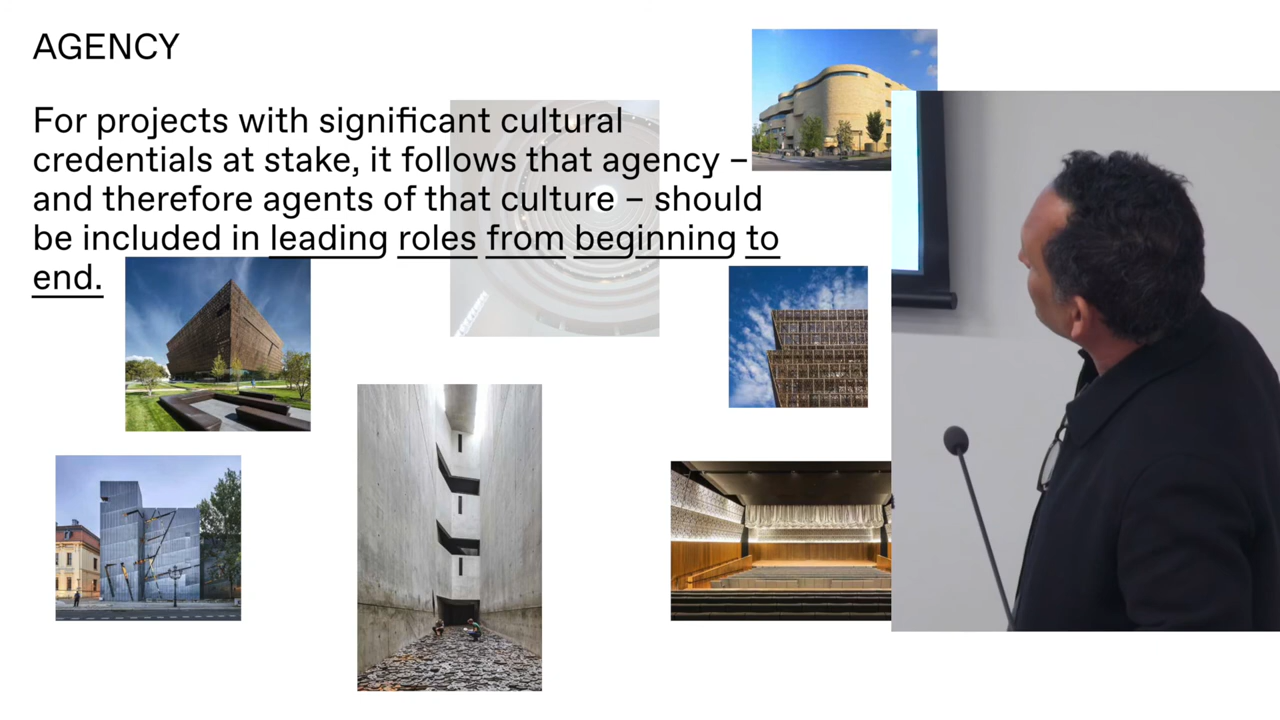 AGENCY
For projects with significant cultural
credentials at stake, it follows that agency –
and therefore agents of that culture – should
be included in leading roles from beginning to
end.